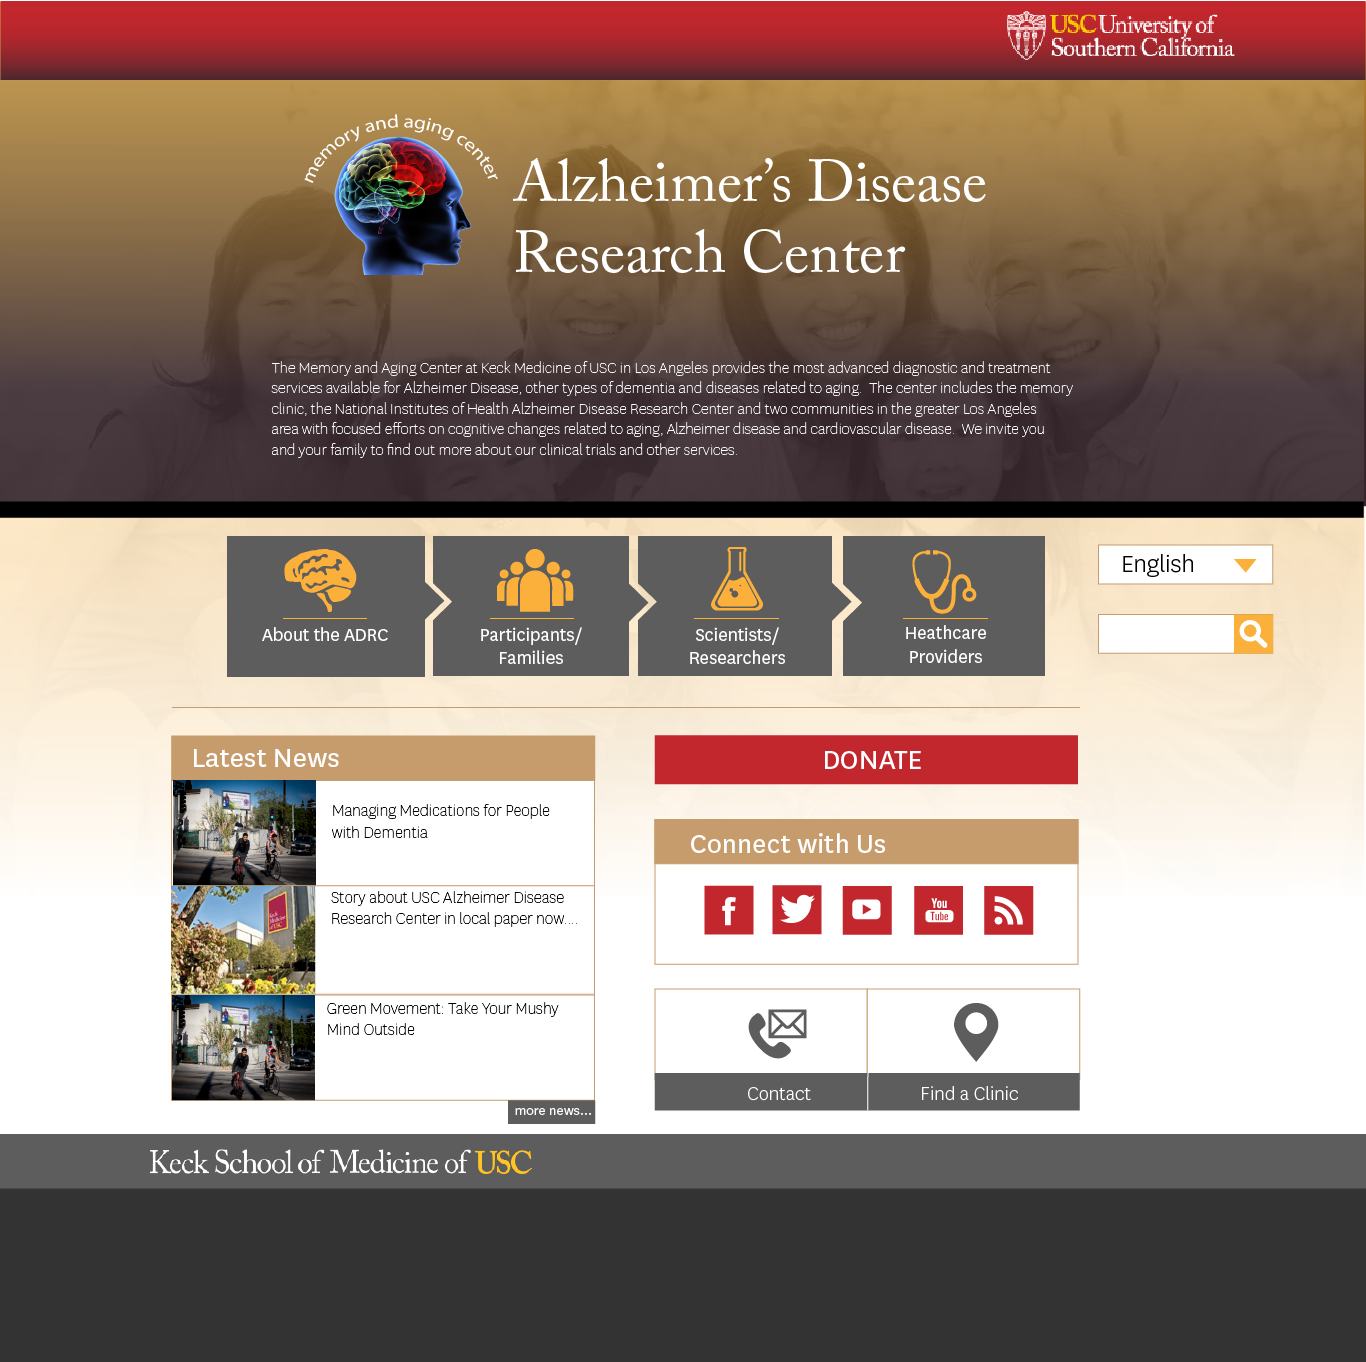 USC University of
Southern California
memory and aging center
Alzheimer’s Disease
Research Center
The Memory and Aging Center at Keck Medicine of USC in Los Angeles provides the most advanced diagnostic and treatment
services available for Alzheimer Disease, other types of dementia and diseases related to aging.  The center includes the memory
clinic, the National Institutes of Health Alzheimer Disease Research Center and two communities in the greater Los Angeles
area with focused efforts on cognitive changes related to aging, Alzheimer disease and cardiovascular disease.  We invite you
and your family to find out more about our clinical trials and other services.
About the ADRC
Participants/
Families
Scientists/
Researchers
Heathcare
Providers
English
Latest News
Managing Medications for People
with Dementia
Keck
Medicine
of USC
Story about USC Alzheimer Disease
Research Center in local paper now....
Green Movement: Take Your Mushy
Mind Outside
more news...
DONATE
Connect with Us
f
You
Tube
Contact
Find a Clinic
Keck School of Medicine of USC